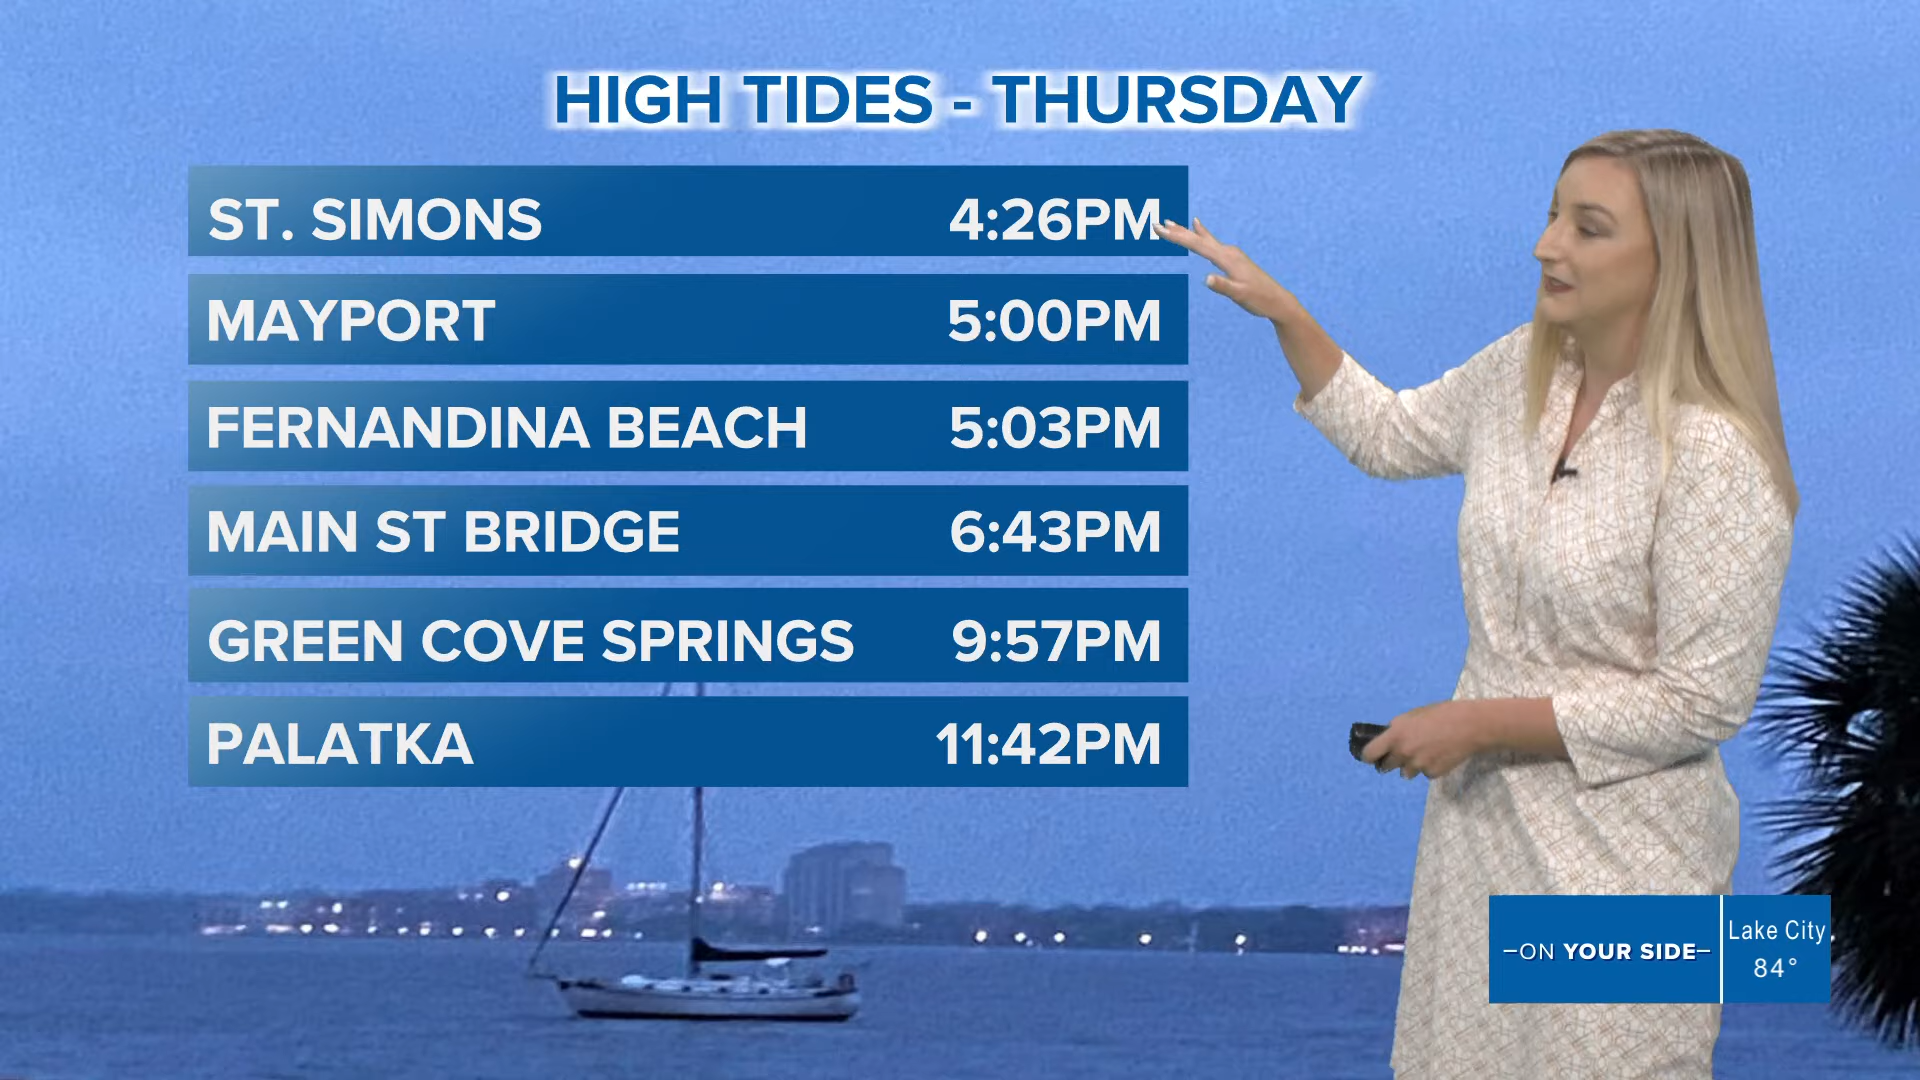 HIGH TIDES - THURSDAY
ST. SIMONS 4:26PM
MAYPORT 5:00PM
FERNANDINA BEACH 5:03PM
MAIN ST BRIDGE 6:43PM
GREEN COVE SPRINGS 9:57PM
PALATKA 11:42PM
—ON YOUR SIDE—
Lake City
84°